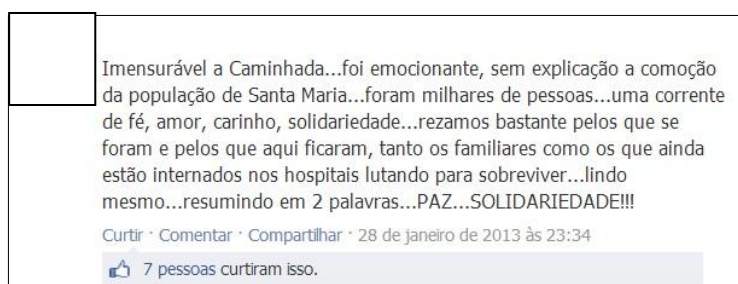 Imensurável a Caminhada...foi emocionante, sem explicação a comoção
da população de Santa Maria...foram milhares de pessoas...uma corrente
de fé, amor, carinho, solidariedade...rezamos bastante pelos que se
foram e pelos que aqui ficaram, tanto os familiares como os que ainda
estão internados nos hospitais lutando para sobreviver...lindo
mesmo...resumindo em 2 palavras...PAZ...SOLIDARIEDADE!!!
Curtir · Comentar · Compartilhar · 28 de janeiro de 2013 às 23:34
7 pessoas curtiram isso.